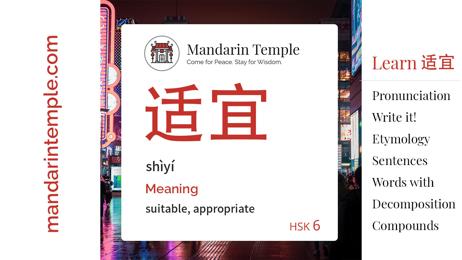 mandarintemple.com
Mandarin Temple
Come for Peace. Stay for Wisdom.
适宜
shìyí
Meaning
suitable, appropriate
HSK 6
Learn 适宜
Pronunciation
Write it!
Etymology
Sentences
Words with
Decomposition
Compounds